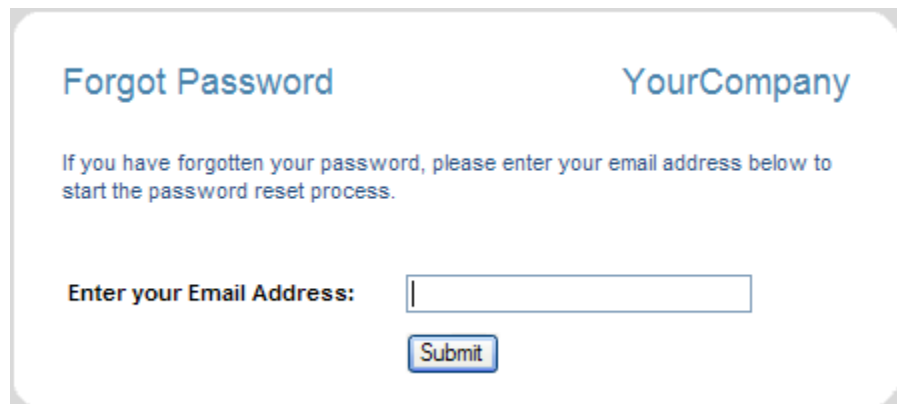 Forgot Password YourCompany
If you have forgotten your password, please enter your email address below to
start the password reset process.
Enter your Email Address:
Submit